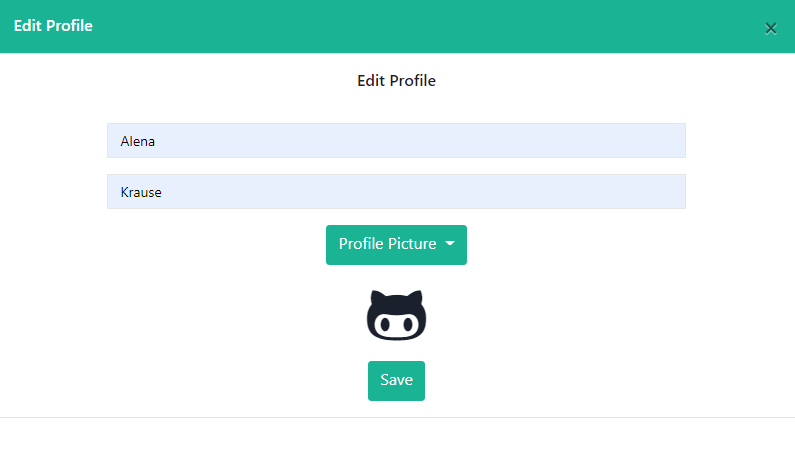 Edit Profile
×
Edit Profile
Alena
Krause
Profile Picture
Save